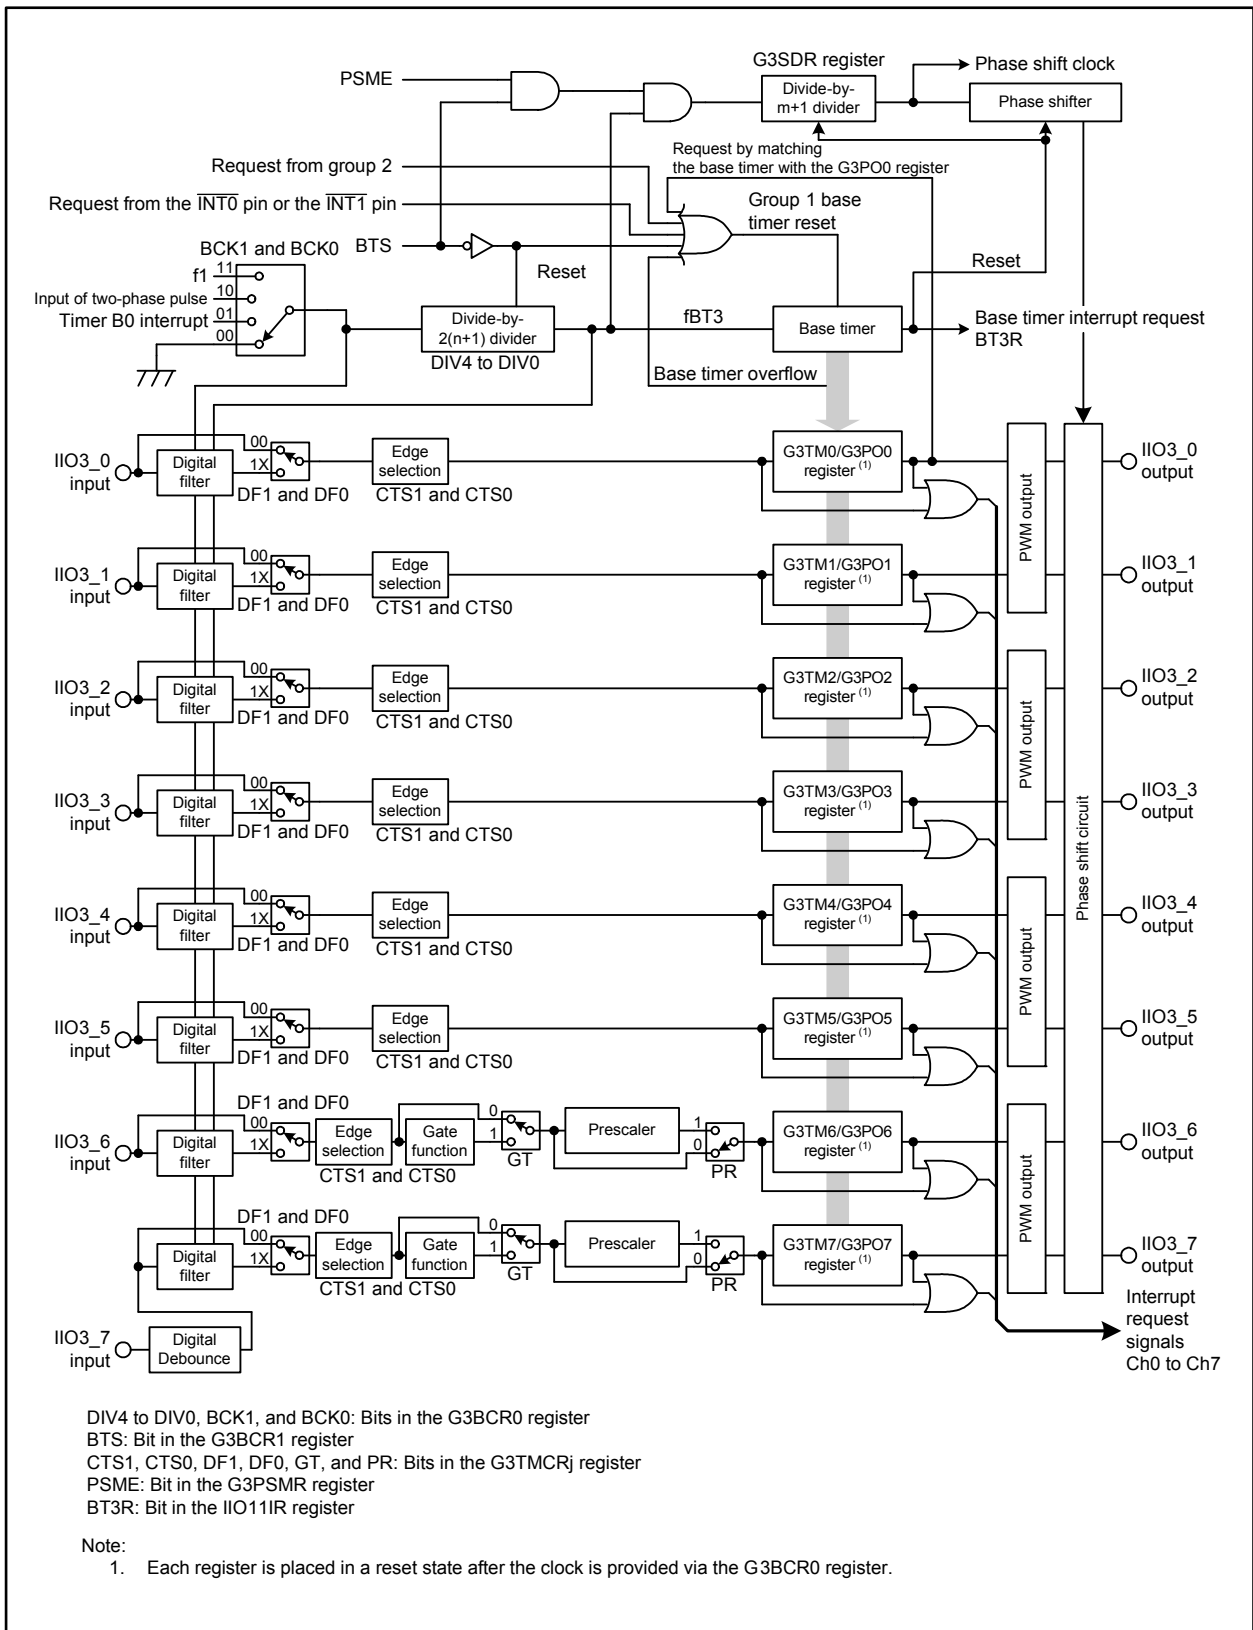 PSME
G3SDR register
Divide-by-
m+1 divider
Phase shift clock
Phase shifter
Request by matching
the base timer with the G3PO0 register
Request from group 2
Request from the INT0 pin or the INT1 pin
Group 1 base
timer reset
BTS
BCK1 and BCK0
Reset
Reset
f1
11
Input of two-phase pulse
10
Timer B0 interrupt
01
00
Divide-by-
2(n+1) divider
DIV4 to DIV0
fBT3
Base timer
Base timer interrupt request
BT3R
Base timer overflow
IIO3_0
input
Digital
filter
00
1X
DF1 and DF0
Edge
selection
CTS1 and CTS0
G3TM0/G3PO0
register (1)
PWM output
IIO3_0
output
IIO3_1
input
Digital
filter
00
1X
DF1 and DF0
Edge
selection
CTS1 and CTS0
G3TM1/G3PO1
register (1)
IIO3_1
output
IIO3_2
input
Digital
filter
00
1X
DF1 and DF0
Edge
selection
CTS1 and CTS0
G3TM2/G3PO2
register (1)
PWM output
IIO3_2
output
IIO3_3
input
Digital
filter
00
1X
DF1 and DF0
Edge
selection
CTS1 and CTS0
G3TM3/G3PO3
register (1)
IIO3_3
output
Phase shift circuit
IIO3_4
input
Digital
filter
00
1X
DF1 and DF0
Edge
selection
CTS1 and CTS0
G3TM4/G3PO4
register (1)
PWM output
IIO3_4
output
IIO3_5
input
Digital
filter
00
1X
DF1 and DF0
Edge
selection
CTS1 and CTS0
G3TM5/G3PO5
register (1)
IIO3_5
output
IIO3_6
input
Digital
filter
DF1 and DF0
00
1X
Edge
selection
Gate
function
CTS1 and CTS0
0
1
GT
Prescaler
1
0
PR
G3TM6/G3PO6
register (1)
PWM output
IIO3_6
output
Digital
filter
DF1 and DF0
00
1X
Edge
selection
Gate
function
CTS1 and CTS0
0
1
GT
Prescaler
1
0
PR
G3TM7/G3PO7
register (1)
IIO3_7
output
IIO3_7
input
Digital
Debounce
Interrupt
request
signals
Ch0 to Ch7
DIV4 to DIV0, BCK1, and BCK0: Bits in the G3BCR0 register
BTS: Bit in the G3BCR1 register
CTS1, CTS0, DF1, DF0, GT, and PR: Bits in the G3TMCRj register
PSME: Bit in the G3PSMR register
BT3R: Bit in the IIO11IR register
Note:
1. Each register is placed in a reset state after the clock is provided via the G3BCR0 register.